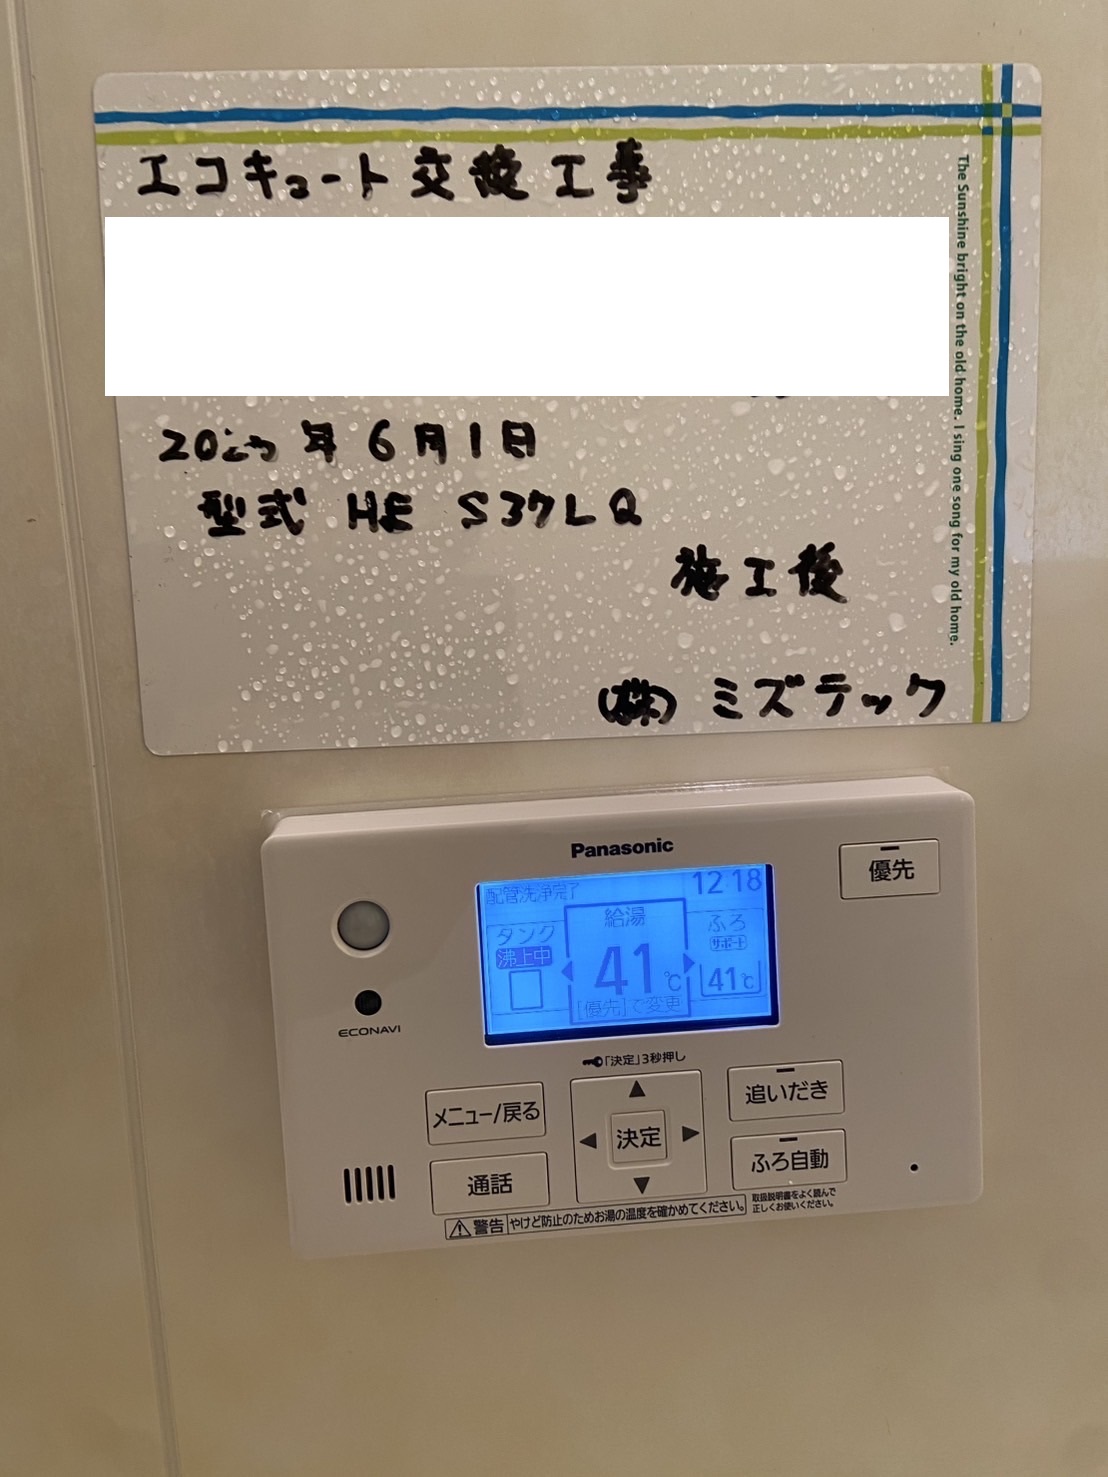 エコキュート交換工事
年6月1日
型式 HE S37LQ
施工後
(株)ミズテック
The Sunshine bright on the old home. I sing one song for my old home.
Panasonic
優先
配管洗浄完了
12:18
タンク
沸上中
給湯
41℃
[優先]で変更
ふろ
サポート
41℃
ECONAVI
「決定」3秒押し
メニュー/戻る
通話
▲
◀ 決定 ▶
▼
追いだき
ふろ自動
警告 やけど防止のためお湯の温度を確かめてください。
取扱説明書をよく読んで
正しくお使いください。